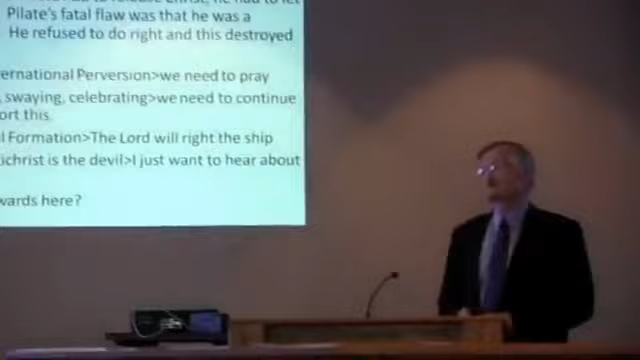 Pilate's fatal flaw was that he was a
He refused to do right and this destroyed
ernational Perversion>we need to pray
, swaying, celebrating>we need to continue
ort this.
l Formation>The Lord will right the ship
ichrist is the devil>I just want to hear about
wards here?